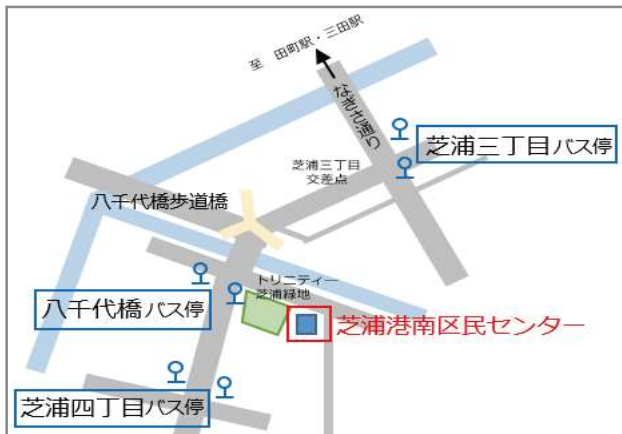 至 田町駅・三田駅
なぎさ通り
芝浦三丁目バス停
芝浦三丁目
交差点
八千代橋歩道橋
トリニティー
芝浦緑地
八千代橋バス停
芝浦港南区民センター
芝浦四丁目バス停